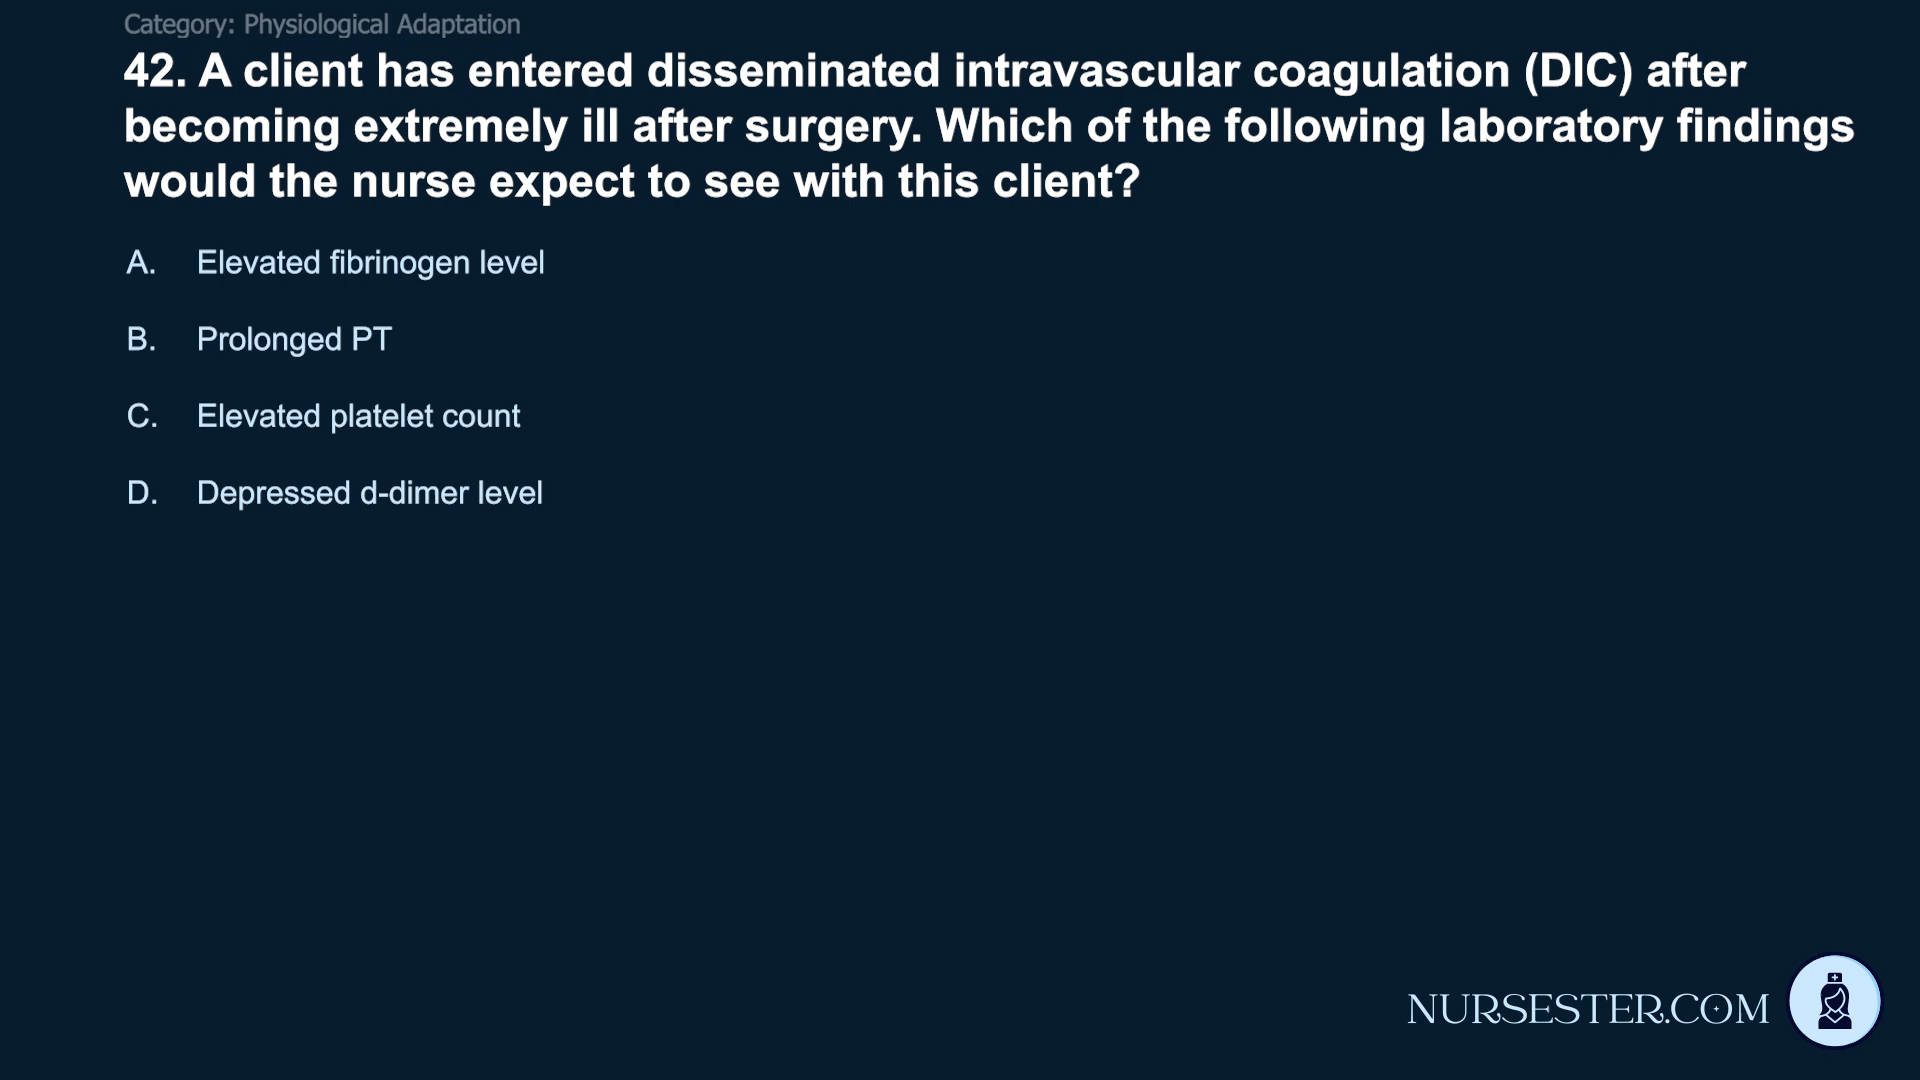 Category: Physiological Adaptation
42. A client has entered disseminated intravascular coagulation (DIC) after
becoming extremely ill after surgery. Which of the following laboratory findings
would the nurse expect to see with this client?
A. Elevated fibrinogen level
B. Prolonged PT
C. Elevated platelet count
D. Depressed d-dimer level
NURSESTER.COM